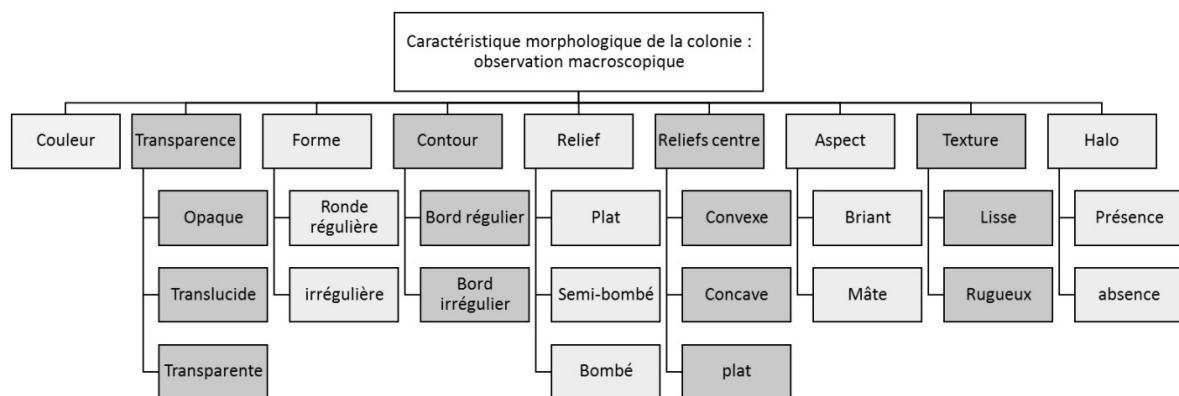 Caractéristique morphologique de la colonie :
observation macroscopique
Couleur
Transparence
Forme
Contour
Relief
Reliefs centre
Aspect
Texture
Halo
Opaque
Translucide
Transparente
Ronde
régulière
irrégulière
Bord régulier
Bord
irrégulier
Plat
Semi-bombé
Bombé
Convexe
Concave
plat
Briant
Mâte
Lisse
Rugueux
Présence
absence